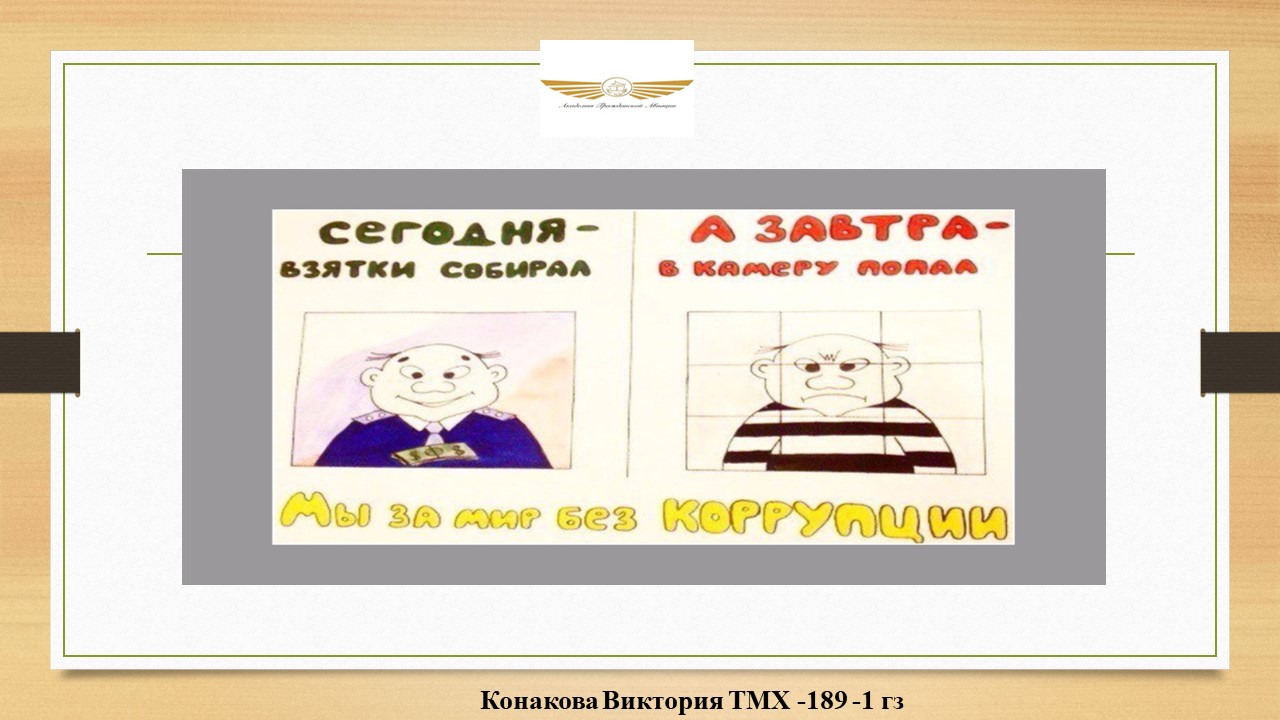 Академия Гражданской Авиации
СЕГОДНЯ-
ВЗЯТКИ СОБИРАЛ
А ЗАВТРА-
В КАМЕРУ ПОПАЛ
$ Ф $
Мы ЗА МИР БЕЗ КОРРУПЦИИ
Конакова Виктория ТМХ -189 -1 гз